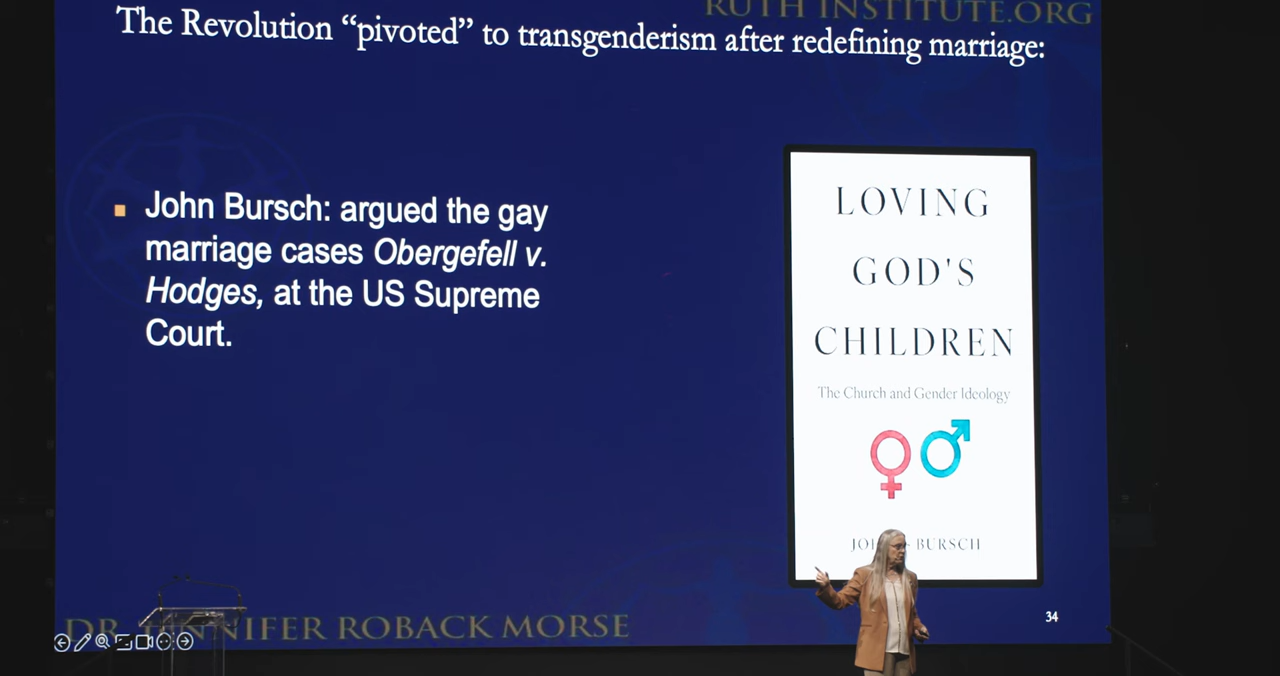 RUTH INSTITUTE.ORG
The Revolution “pivoted” to transgenderism after redefining marriage:
John Bursch: argued the gay
marriage cases Obergefell v.
Hodges, at the US Supreme
Court.
LOVING
GOD'S
CHILDREN
The Church and Gender Ideology
BURSCH
34
DR. JENNIFER ROBACK MORSE